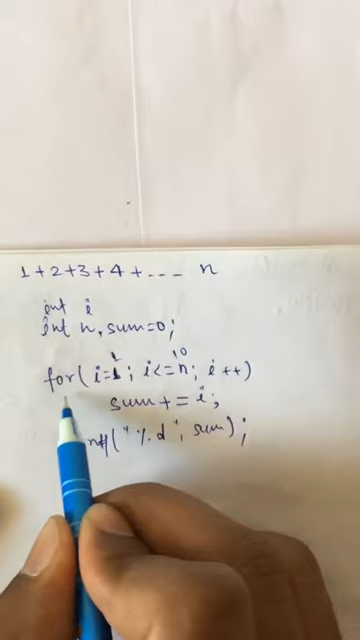 1+2+3+4+--- n
int i
int n, sum=0;
for(i=1; i<=n; i++)
1 10
sum+=i;
("%d", sum);